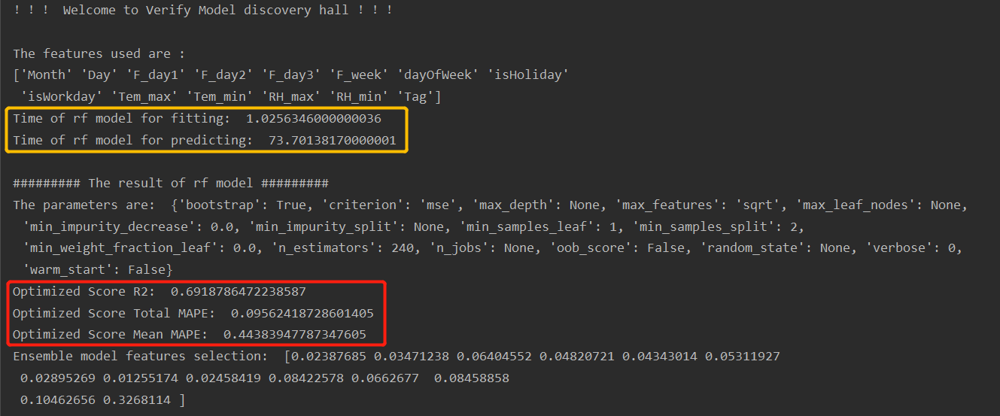 ! ! !  Welcome to Verify Model discovery hall ! ! !
The features used are :
['Month' 'Day' 'F_day1' 'F_day2' 'F_day3' 'F_week' 'dayOfWeek' 'isHoliday'
 'isWorkday' 'Tem_max' 'Tem_min' 'RH_max' 'RH_min' 'Tag']
Time of rf model for fitting:  1.0256346000000036
Time of rf model for predicting:  73.70138170000001
######### The result of rf model #########
The parameters are:  {'bootstrap': True, 'criterion': 'mse', 'max_depth': None, 'max_features': 'sqrt', 'max_leaf_nodes': None,
 'min_impurity_decrease': 0.0, 'min_impurity_split': None, 'min_samples_leaf': 1, 'min_samples_split': 2,
 'min_weight_fraction_leaf': 0.0, 'n_estimators': 240, 'n_jobs': None, 'oob_score': False, 'random_state': None, 'verbose': 0,
 'warm_start': False}
Optimized Score R2:  0.6918786472238587
Optimized Score Total MAPE:  0.09562418728601405
Optimized Score Mean MAPE:  0.44383947787347605
Ensemble model features selection:  [0.02387685 0.03471238 0.06404552 0.04820721 0.04343014 0.05311927
 0.02895269 0.01255174 0.02458419 0.08422578 0.0662677  0.08458858
 0.10462656 0.3268114 ]